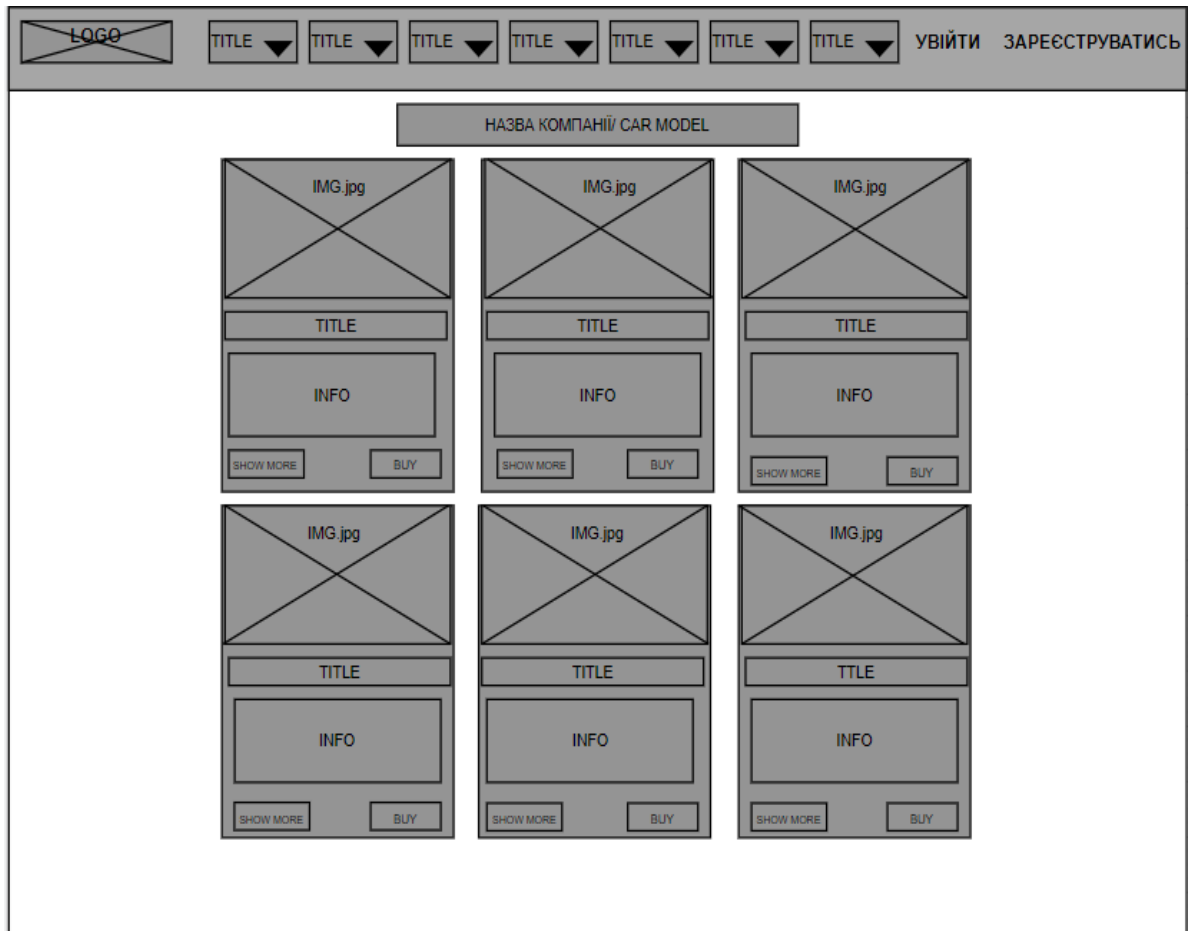 LOGO TITLE TITLE TITLE TITLE TITLE TITLE TITLE УВІЙТИ ЗАРЕЄСТРУВАТИСЬ
НАЗВА КОМПАНІЇ/ CAR MODEL
IMG.jpg IMG.jpg IMG.jpg
TITLE TITLE TITLE
INFO INFO INFO
SHOW MORE BUY SHOW MORE BUY SHOW MORE BUY
IMG.jpg IMG.jpg IMG.jpg
TITLE TITLE TTLE
INFO INFO INFO
SHOW MORE BUY SHOW MORE BUY SHOW MORE BUY